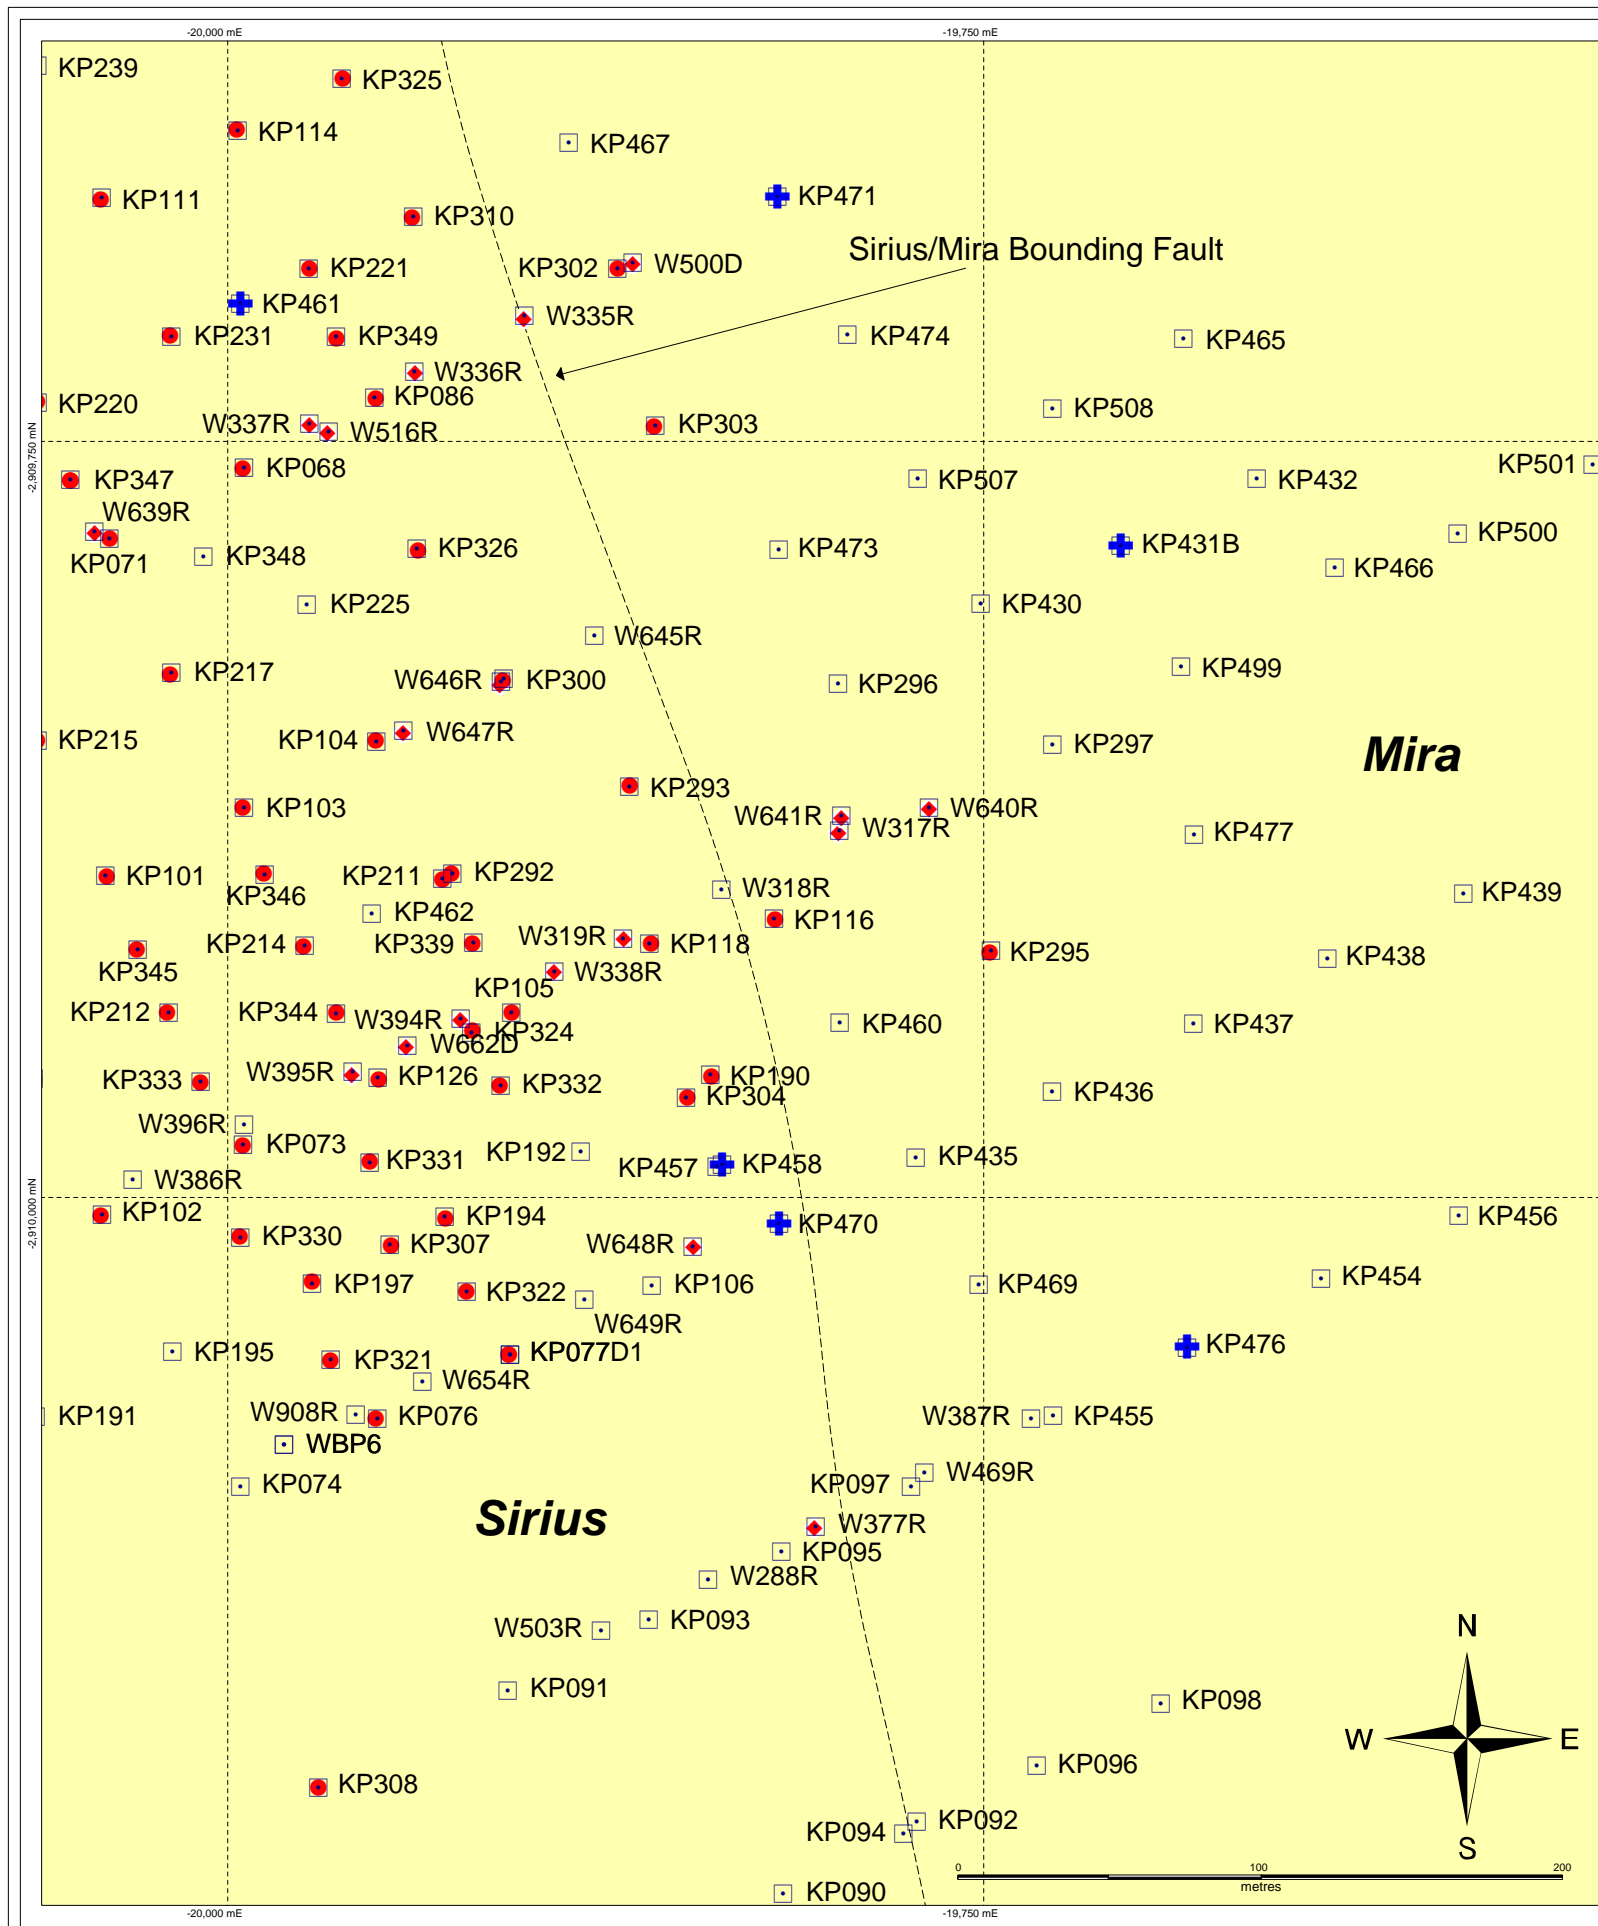 -20,000 mE
-19,750 mE
KP239
KP325
KP114
KP467
KP111
KP471
KP310
Sirius/Mira Bounding Fault
KP221
KP302
W500D
KP461
W335R
KP231
KP349
KP474
KP465
W336R
KP220
KP086
KP508
W337R
W516R
KP303
-2,909,750 mN
KP347
KP068
KP507
KP432
KP501
W639R
KP071
KP348
KP326
KP473
KP431B
KP500
KP466
KP225
W645R
KP430
KP217
W646R
KP300
KP296
KP499
KP215
KP104
W647R
KP297
Mira
KP293
KP103
W641R
W317R
W640R
KP477
KP101
KP346
KP211
KP292
W318R
KP439
KP462
KP116
KP345
KP214
KP339
W319R
KP118
KP295
KP438
W338R
KP105
KP212
KP344
W394R
KP324
KP460
KP437
W662D
KP333
W395R
KP126
KP332
KP190
KP304
KP436
W396R
KP073
KP331
KP192
KP457
KP458
KP435
W386R
-2,910,000 mN
KP102
KP330
KP194
KP307
W648R
KP470
KP456
KP197
KP322
KP106
W649R
KP469
KP454
KP195
KP321
KP077D1
KP476
W654R
KP191
W908R
KP076
W387R
KP455
WBP6
KP074
KP097
W469R
Sirius
W377R
KP095
W288R
W503R
KP093
N
KP091
KP098
W
E
KP096
KP308
KP092
KP094
S
0
100
200
metres
KP090
-20,000 mE
-19,750 mE